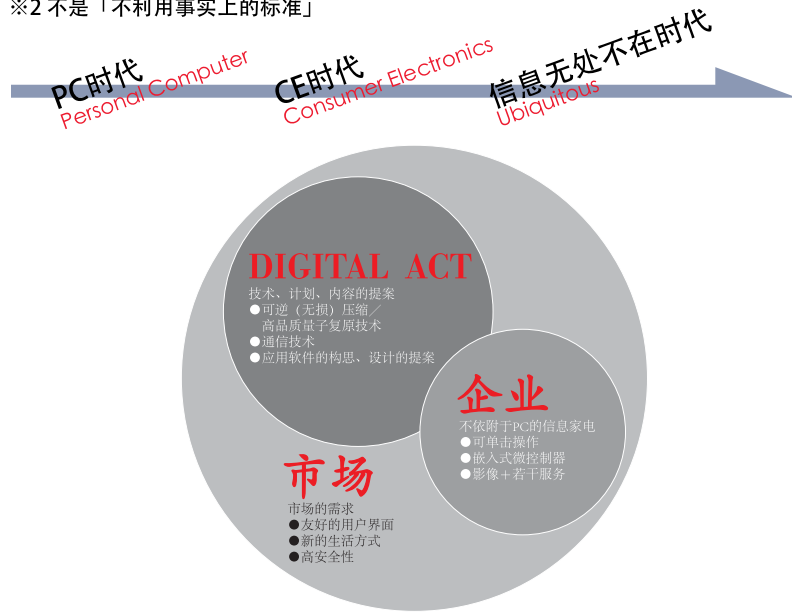 ※2 不是「不利用事实上的标准」
PC时代
Personal Computer
CE时代
Consumer Electronics
信息无处不在时代
Ubiquitous
DIGITAL ACT
技术、计划、内容的提案
●可逆（无损）压缩／
高品质量子复原技术
●通信技术
●应用软件的构思、设计的提案
企业
不依附于PC的信息家电
●可单击操作
●嵌入式微控制器
●影像＋若干服务
市场
市场的需求
●友好的用户界面
●新的生活方式
●高安全性